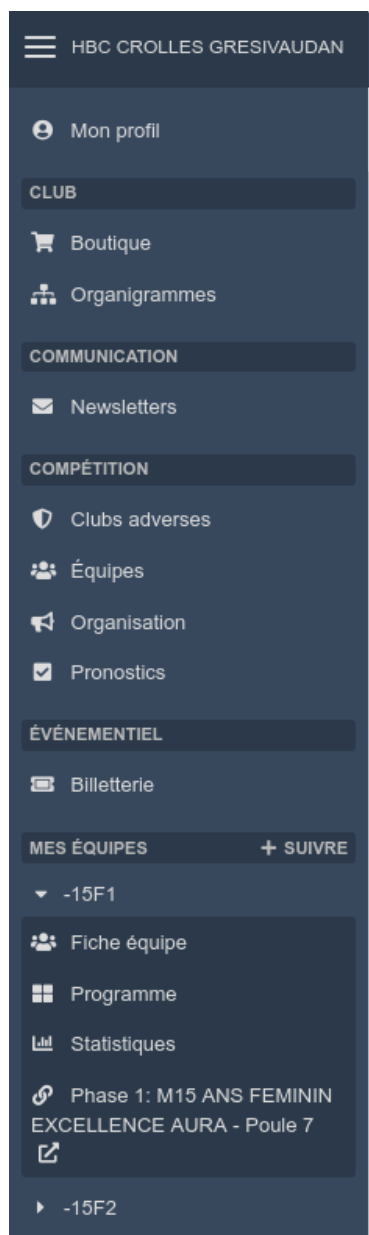 HBC CROLLES GRESIVAUDAN
Mon profil
CLUB
Boutique
Organigrammes
COMMUNICATION
Newsletters
COMPÉTITION
Clubs adverses
Équipes
Organisation
Pronostics
ÉVÉNEMENTIEL
Billetterie
MES ÉQUIPES + SUIVRE
-15F1
Fiche équipe
Programme
Statistiques
Phase 1: M15 ANS FEMININ
EXCELLENCE AURA - Poule 7
-15F2